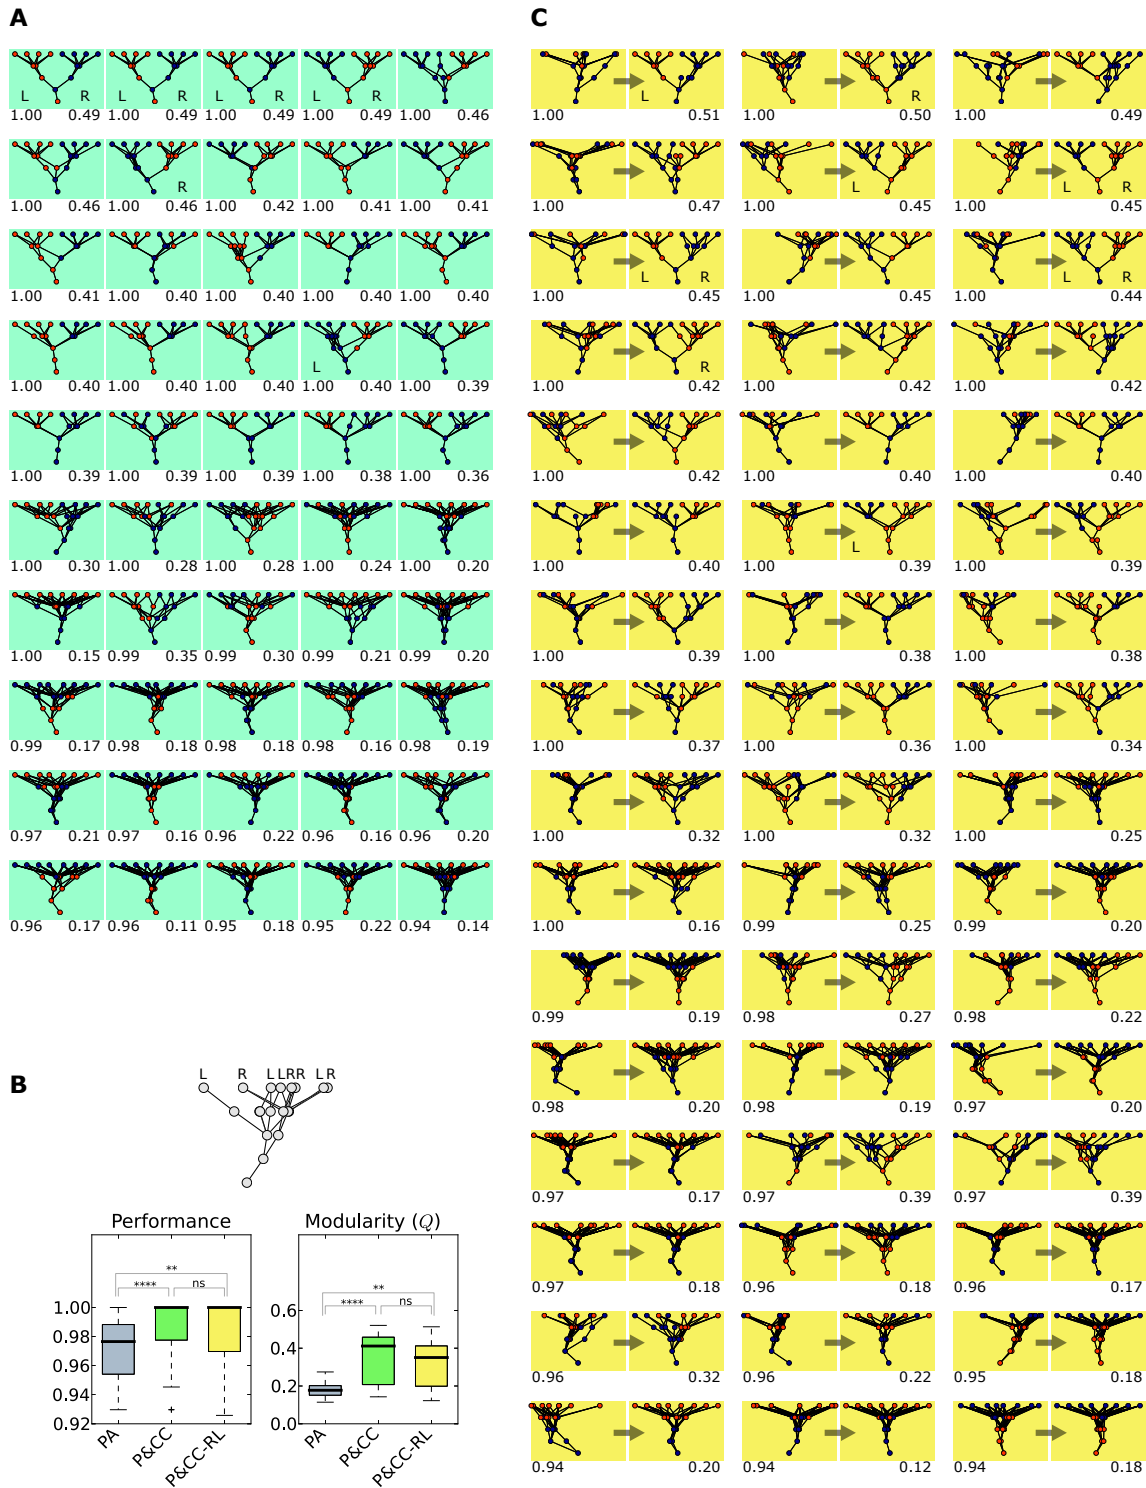 A
L R L R L R L R
1.00 0.49 1.00 0.49 1.00 0.49 1.00 0.49 1.00 0.46
R
1.00 0.46 1.00 0.46 1.00 0.42 1.00 0.41 1.00 0.41
1.00 0.41 1.00 0.40 1.00 0.40 1.00 0.40 1.00 0.40
L
1.00 0.40 1.00 0.40 1.00 0.40 1.00 0.40 1.00 0.39
1.00 0.39 1.00 0.39 1.00 0.39 1.00 0.38 1.00 0.36
1.00 0.30 1.00 0.28 1.00 0.28 1.00 0.24 1.00 0.20
1.00 0.15 0.99 0.35 0.99 0.30 0.99 0.21 0.99 0.20
0.99 0.17 0.98 0.18 0.98 0.18 0.98 0.16 0.98 0.19
0.97 0.21 0.97 0.16 0.96 0.22 0.96 0.16 0.96 0.20
0.96 0.17 0.96 0.11 0.95 0.18 0.95 0.22 0.94 0.14
B
L R L L R R L R
Performance
** 
**** ns
1.00
0.98
0.96
0.94
0.92
PA P&CC P&CC-RL
Modularity (Q)
**
**** ns
0.6
0.4
0.2
0.0
PA P&CC P&CC-RL
C
L R
1.00 0.51 1.00 0.50 1.00 0.49
L L R
1.00 0.47 1.00 0.45 1.00 0.45
L R L R
1.00 0.45 1.00 0.45 1.00 0.44
R
1.00 0.42 1.00 0.42 1.00 0.42
1.00 0.42 1.00 0.40 1.00 0.40
L
1.00 0.40 1.00 0.39 1.00 0.39
1.00 0.39 1.00 0.38 1.00 0.38
1.00 0.37 1.00 0.36 1.00 0.34
1.00 0.32 1.00 0.32 1.00 0.25
1.00 0.16 0.99 0.25 0.99 0.20
0.99 0.19 0.98 0.27 0.98 0.22
0.98 0.20 0.98 0.19 0.97 0.20
0.97 0.17 0.97 0.39 0.97 0.39
0.97 0.18 0.96 0.18 0.96 0.17
0.96 0.32 0.96 0.22 0.95 0.18
0.94 0.20 0.94 0.12 0.94 0.18